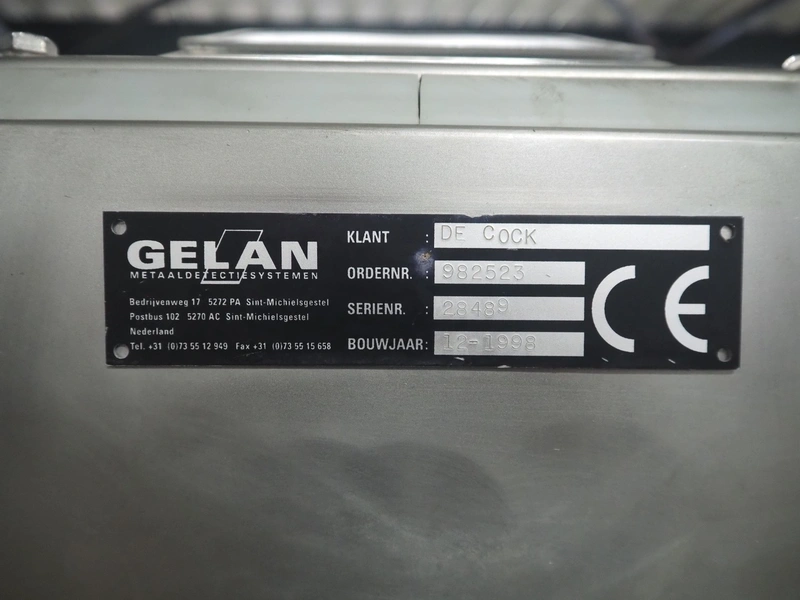 GELAN
METAALDETECTIESYSTEMEN
Bedrijvenweg 17 5272 PA Sint-Michielsgestel
Postbus 102 5270 AC Sint-Michielsgestel
Nederland
Tel. +31 (0)73 55 12 949 Fax +31 (0)73 55 15 658
KLANT : DE COCK
ORDERNR. : 982523
SERIENR. : 28489
BOUWJAAR: 12-1998
CE